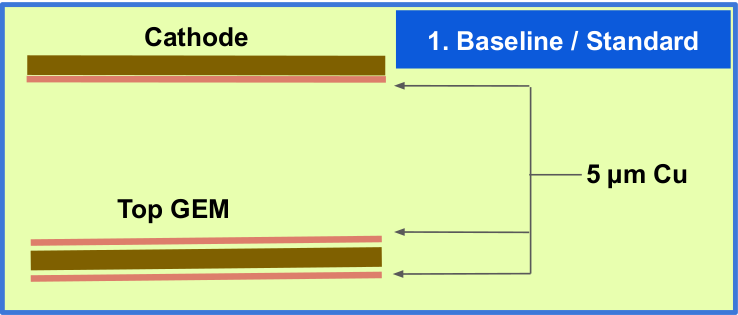 Cathode
1. Baseline / Standard
5 μm Cu
Top GEM